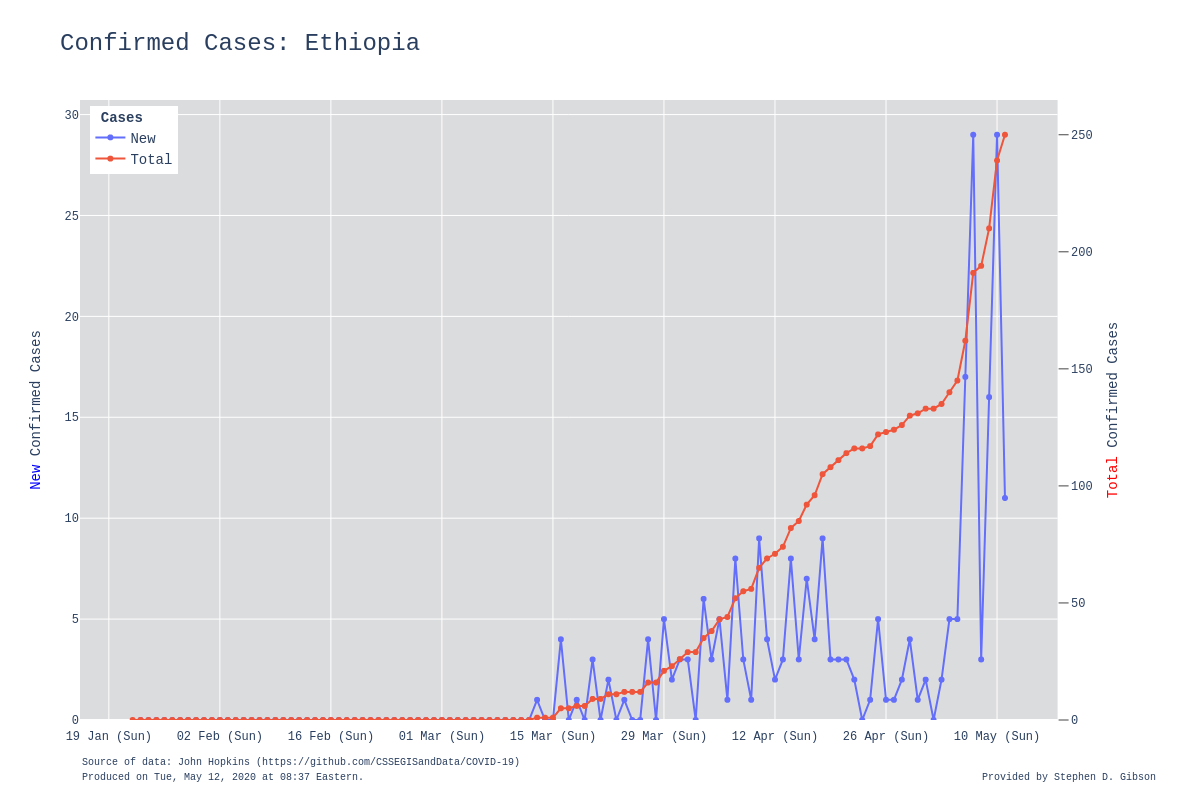 Confirmed Cases: Ethiopia
Cases
New
Total
30
25
20
15
10
5
0
New Confirmed Cases
250
200
150
100
50
0
Total Confirmed Cases
19 Jan (Sun) 02 Feb (Sun) 16 Feb (Sun) 01 Mar (Sun) 15 Mar (Sun) 29 Mar (Sun) 12 Apr (Sun) 26 Apr (Sun) 10 May (Sun)
Source of data: John Hopkins (https://github.com/CSSEGISandData/COVID-19)
Produced on Tue, May 12, 2020 at 08:37 Eastern.
Provided by Stephen D. Gibson